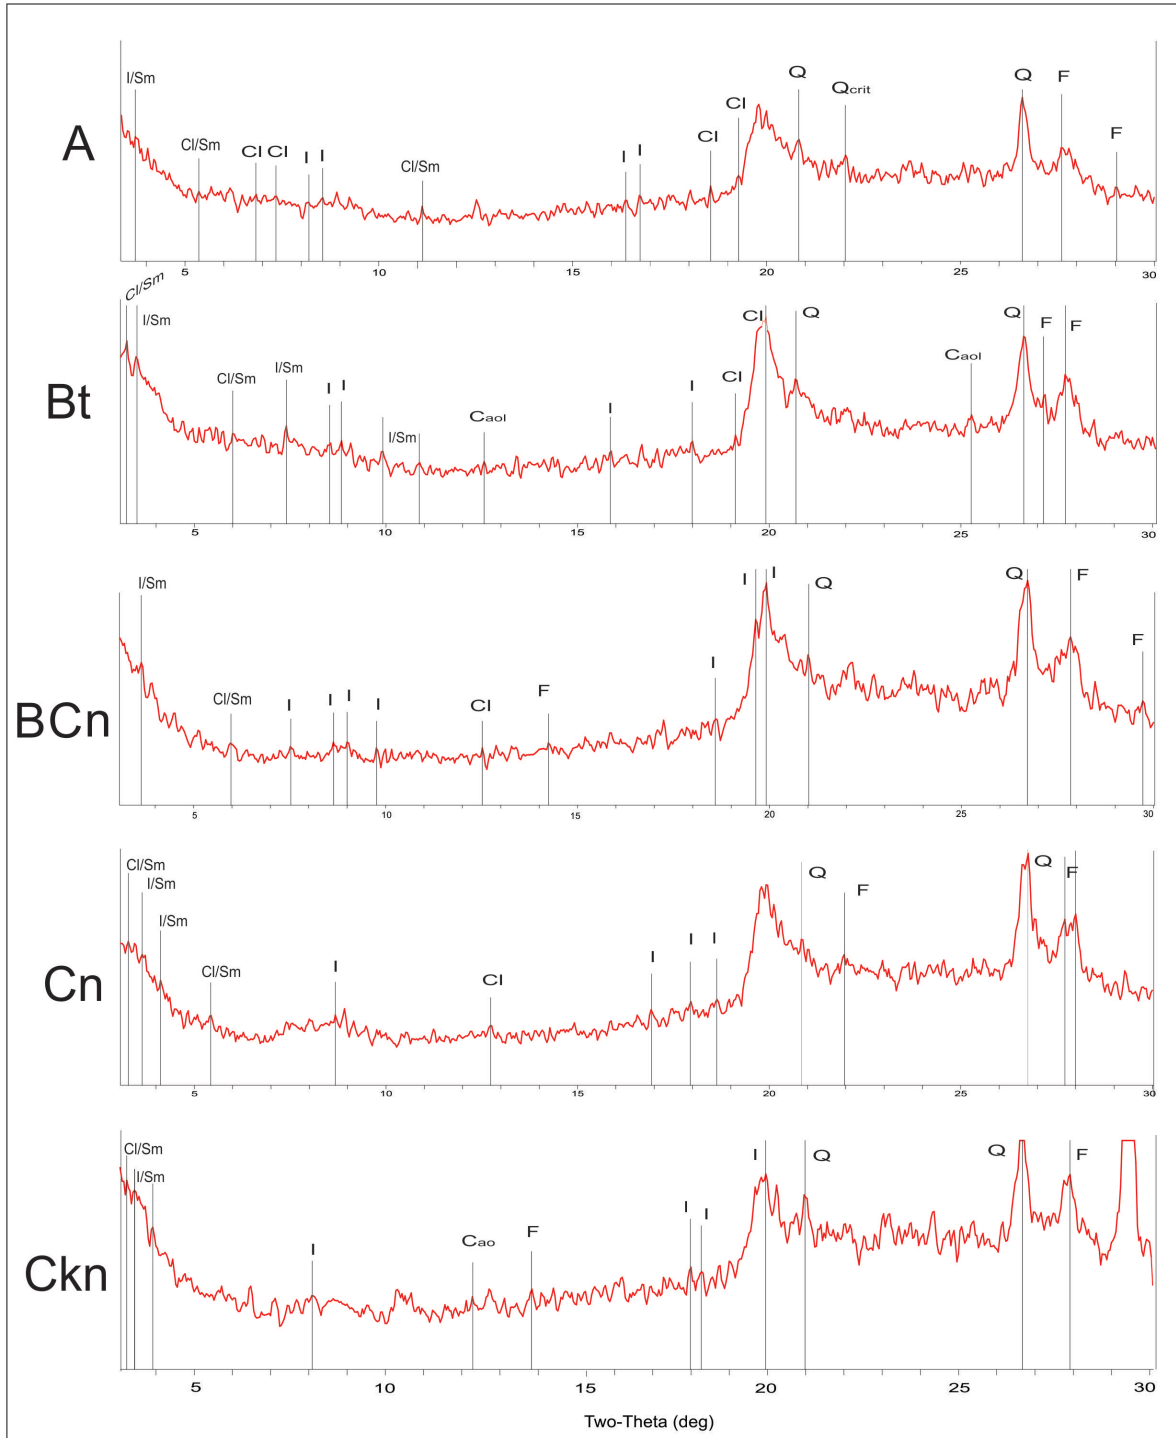 A
I/Sm
Cl/Sm
Cl Cl I I
Cl/Sm
I I
Cl
Cl
Q
Qcrit
Q
F
F
5 10 15 20 25 30
Bt
Cl/Sm
I/Sm
Cl/Sm
I/Sm
I I
I/Sm
Caol
I
I
Cl
Cl
Q
Caol
Q
F
F
5 10 15 20 25 30
BCn
I/Sm
Cl/Sm
I
I I
I
Cl
F
I
I I
Q
Q
F
F
5 10 15 20 25 30
Cn
Cl/Sm
I/Sm
I/Sm
Cl/Sm
I
Cl
I
I I
Q
F
Q
F
5 10 15 20 25 30
Ckn
Cl/Sm
I/Sm
I
Cao
F
I I
I
Q
Q
F
5 10 15 20 25 30
Two-Theta (deg)